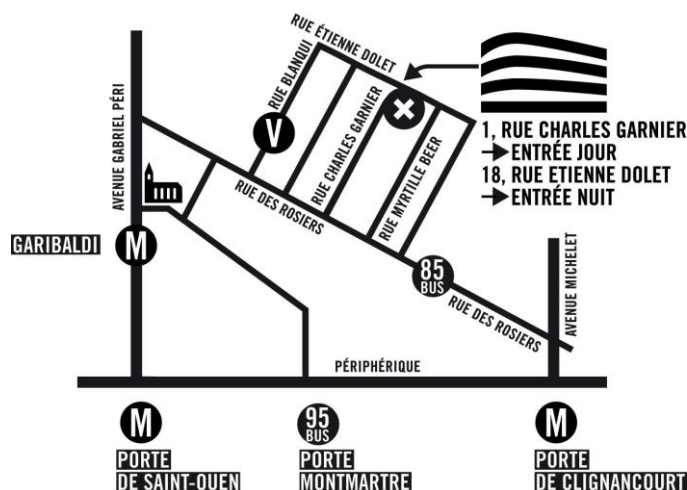 RUE ÉTIENNE DOLET
RUE BLANQUI
AVENUE GABRIEL PÉRI
V
RUE CHARLES GARNIER
RUE MYRTILLE BEER
1, RUE CHARLES GARNIER
→ENTRÉE JOUR
18, RUE ETIENNE DOLET
→ENTRÉE NUIT
RUE DES ROSIERS
GARIBALDI
M
85
BUS
RUE DES ROSIERS
AVENUE MICHELET
PÉRIPHÉRIQUE
M
PORTE
DE SAINT-OUEN
95
BUS
PORTE
MONTMARTRE
M
PORTE
DE CLIGNANCOURT